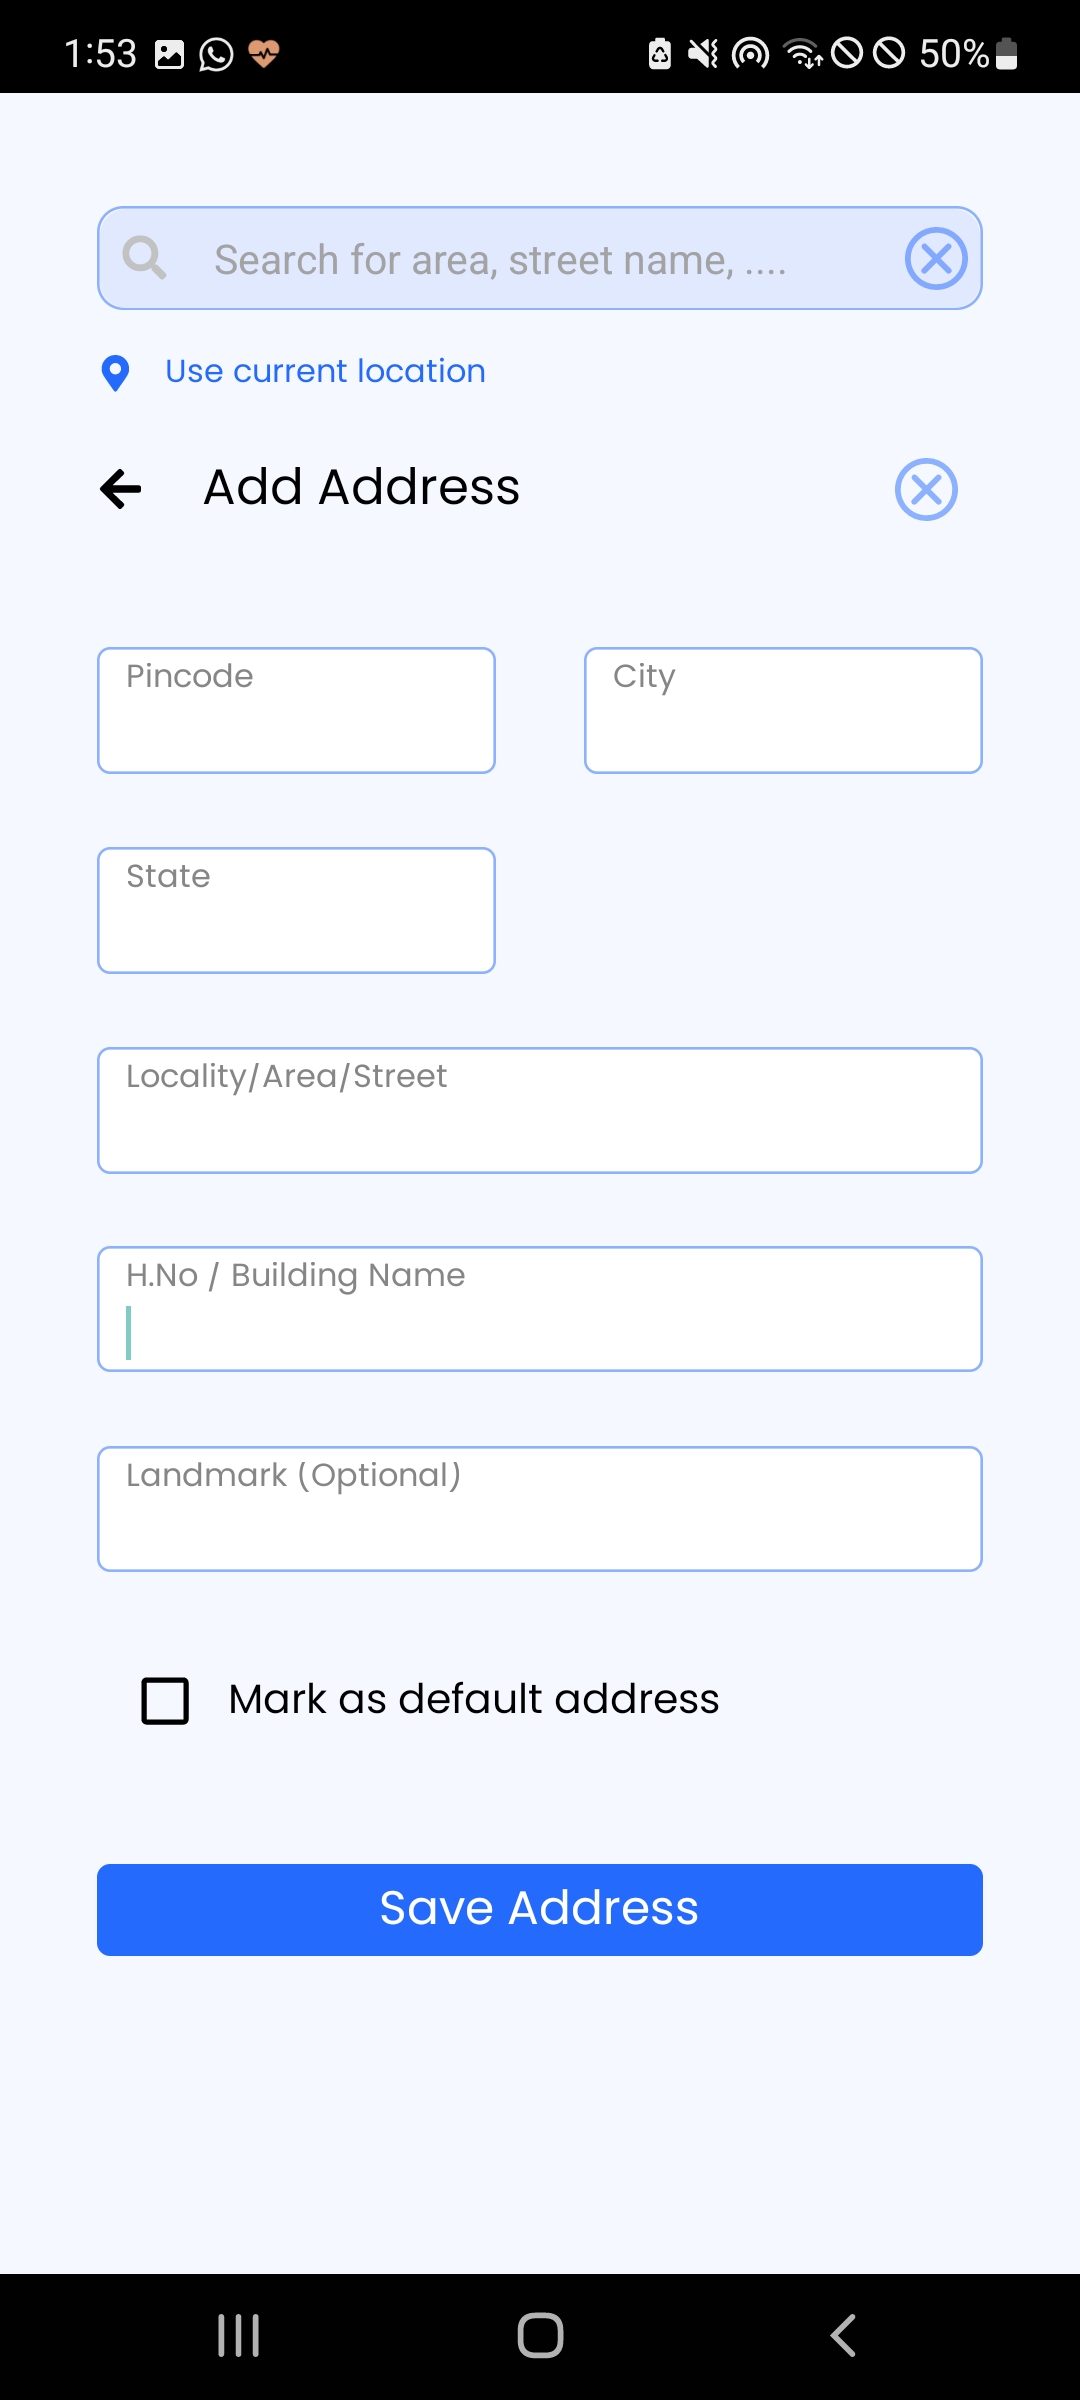 1:53 50%
Search for area, street name, ....
Use current location
Add Address
Pincode City
State
Locality/Area/Street
H.No / Building Name
Landmark (Optional)
Mark as default address
Save Address